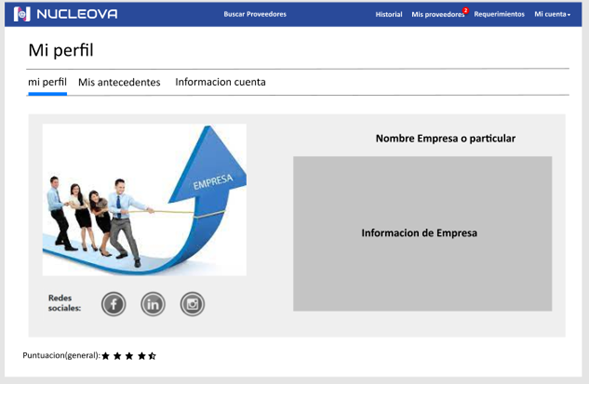 NUCLEOVA
Buscar Proveedores
Historial
Mis proveedores
2
Requerimientos
Mi cuenta
Mi perfil
mi perfil
Mis antecedentes
Informacion cuenta
EMPRESA
Nombre Empresa o particular
Informacion de Empresa
Redes
sociales:
f
in
Puntuacion(general):